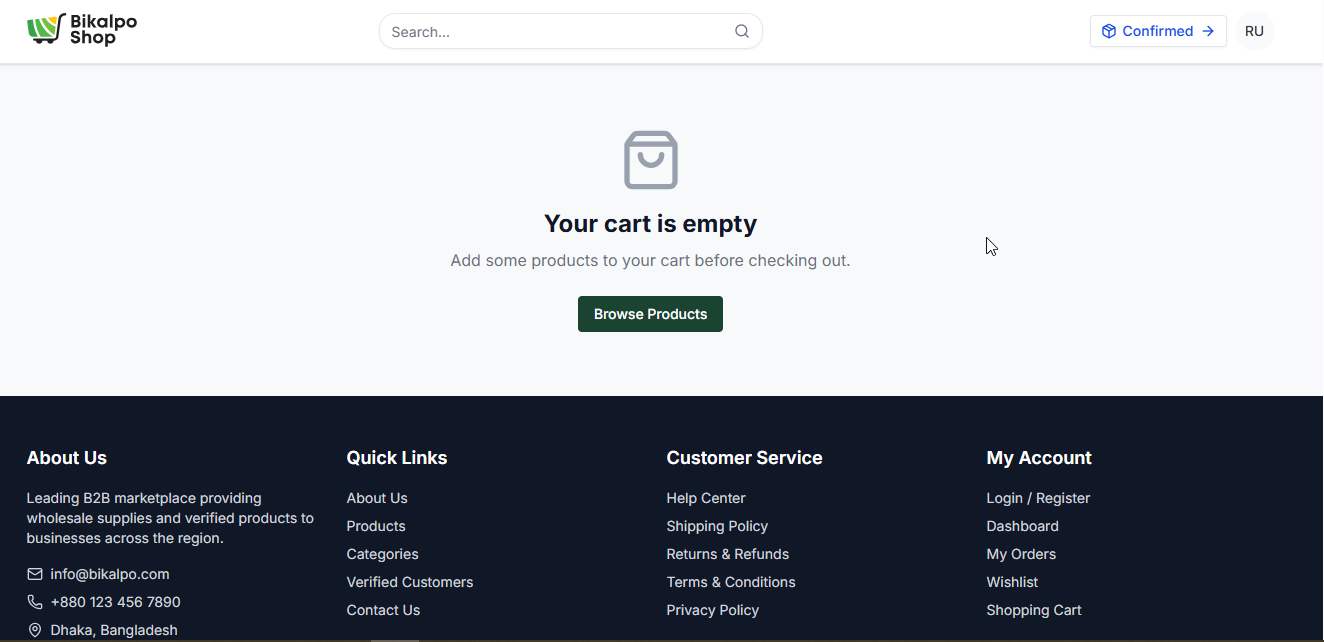 Bikalpo
Shop
Search...
Confirmed
RU
Your cart is empty
Add some products to your cart before checking out.
Browse Products
About Us
Leading B2B marketplace providing
wholesale supplies and verified products to
businesses across the region.
info@bikalpo.com
+880 123 456 7890
Dhaka, Bangladesh
Quick Links
About Us
Products
Categories
Verified Customers
Contact Us
Customer Service
Help Center
Shipping Policy
Returns & Refunds
Terms & Conditions
Privacy Policy
My Account
Login / Register
Dashboard
My Orders
Wishlist
Shopping Cart